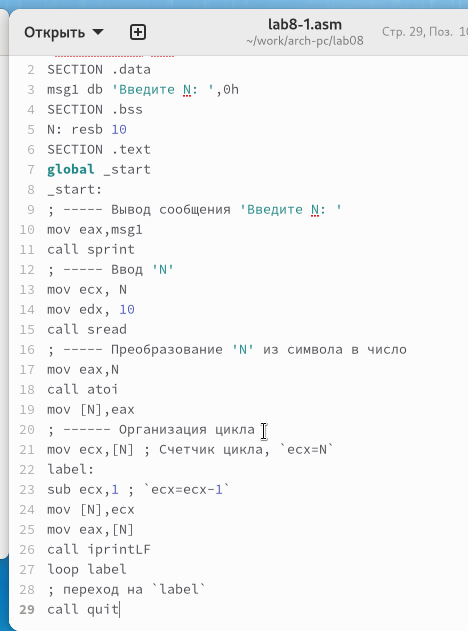 Открыть
lab8-1.asm
~/work/arch-pc/lab08
Стр. 29, Поз.
2 SECTION .data
3 msg1 db 'Введите N: ',0h
4 SECTION .bss
5 N: resb 10
6 SECTION .text
7 global _start
8 _start:
9 ; ----- Вывод сообщения 'Введите N: '
10 mov eax,msg1
11 call sprint
12 ; ----- Ввод 'N'
13 mov ecx, N
14 mov edx, 10
15 call sread
16 ; ----- Преобразование 'N' из символа в число
17 mov eax,N
18 call atoi
19 mov [N],eax
20 ; ------ Организация цикла
21 mov ecx,[N] ; Счетчик цикла, `ecx=N`
22 label:
23 sub ecx,1 ; `ecx=ecx-1`
24 mov [N],ecx
25 mov eax,[N]
26 call iprintLF
27 loop label
28 ; переход на `label`
29 call quit